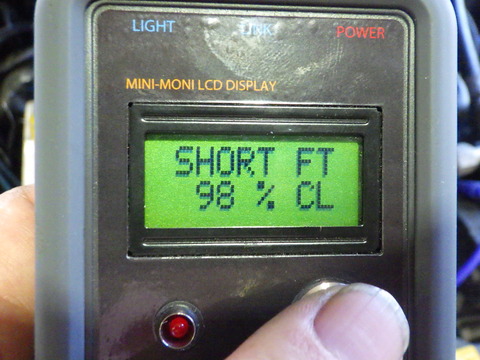 LIGHT LINK POWER
MINI-MONI LCD DISPLAY
SHORT FT
98 % CL